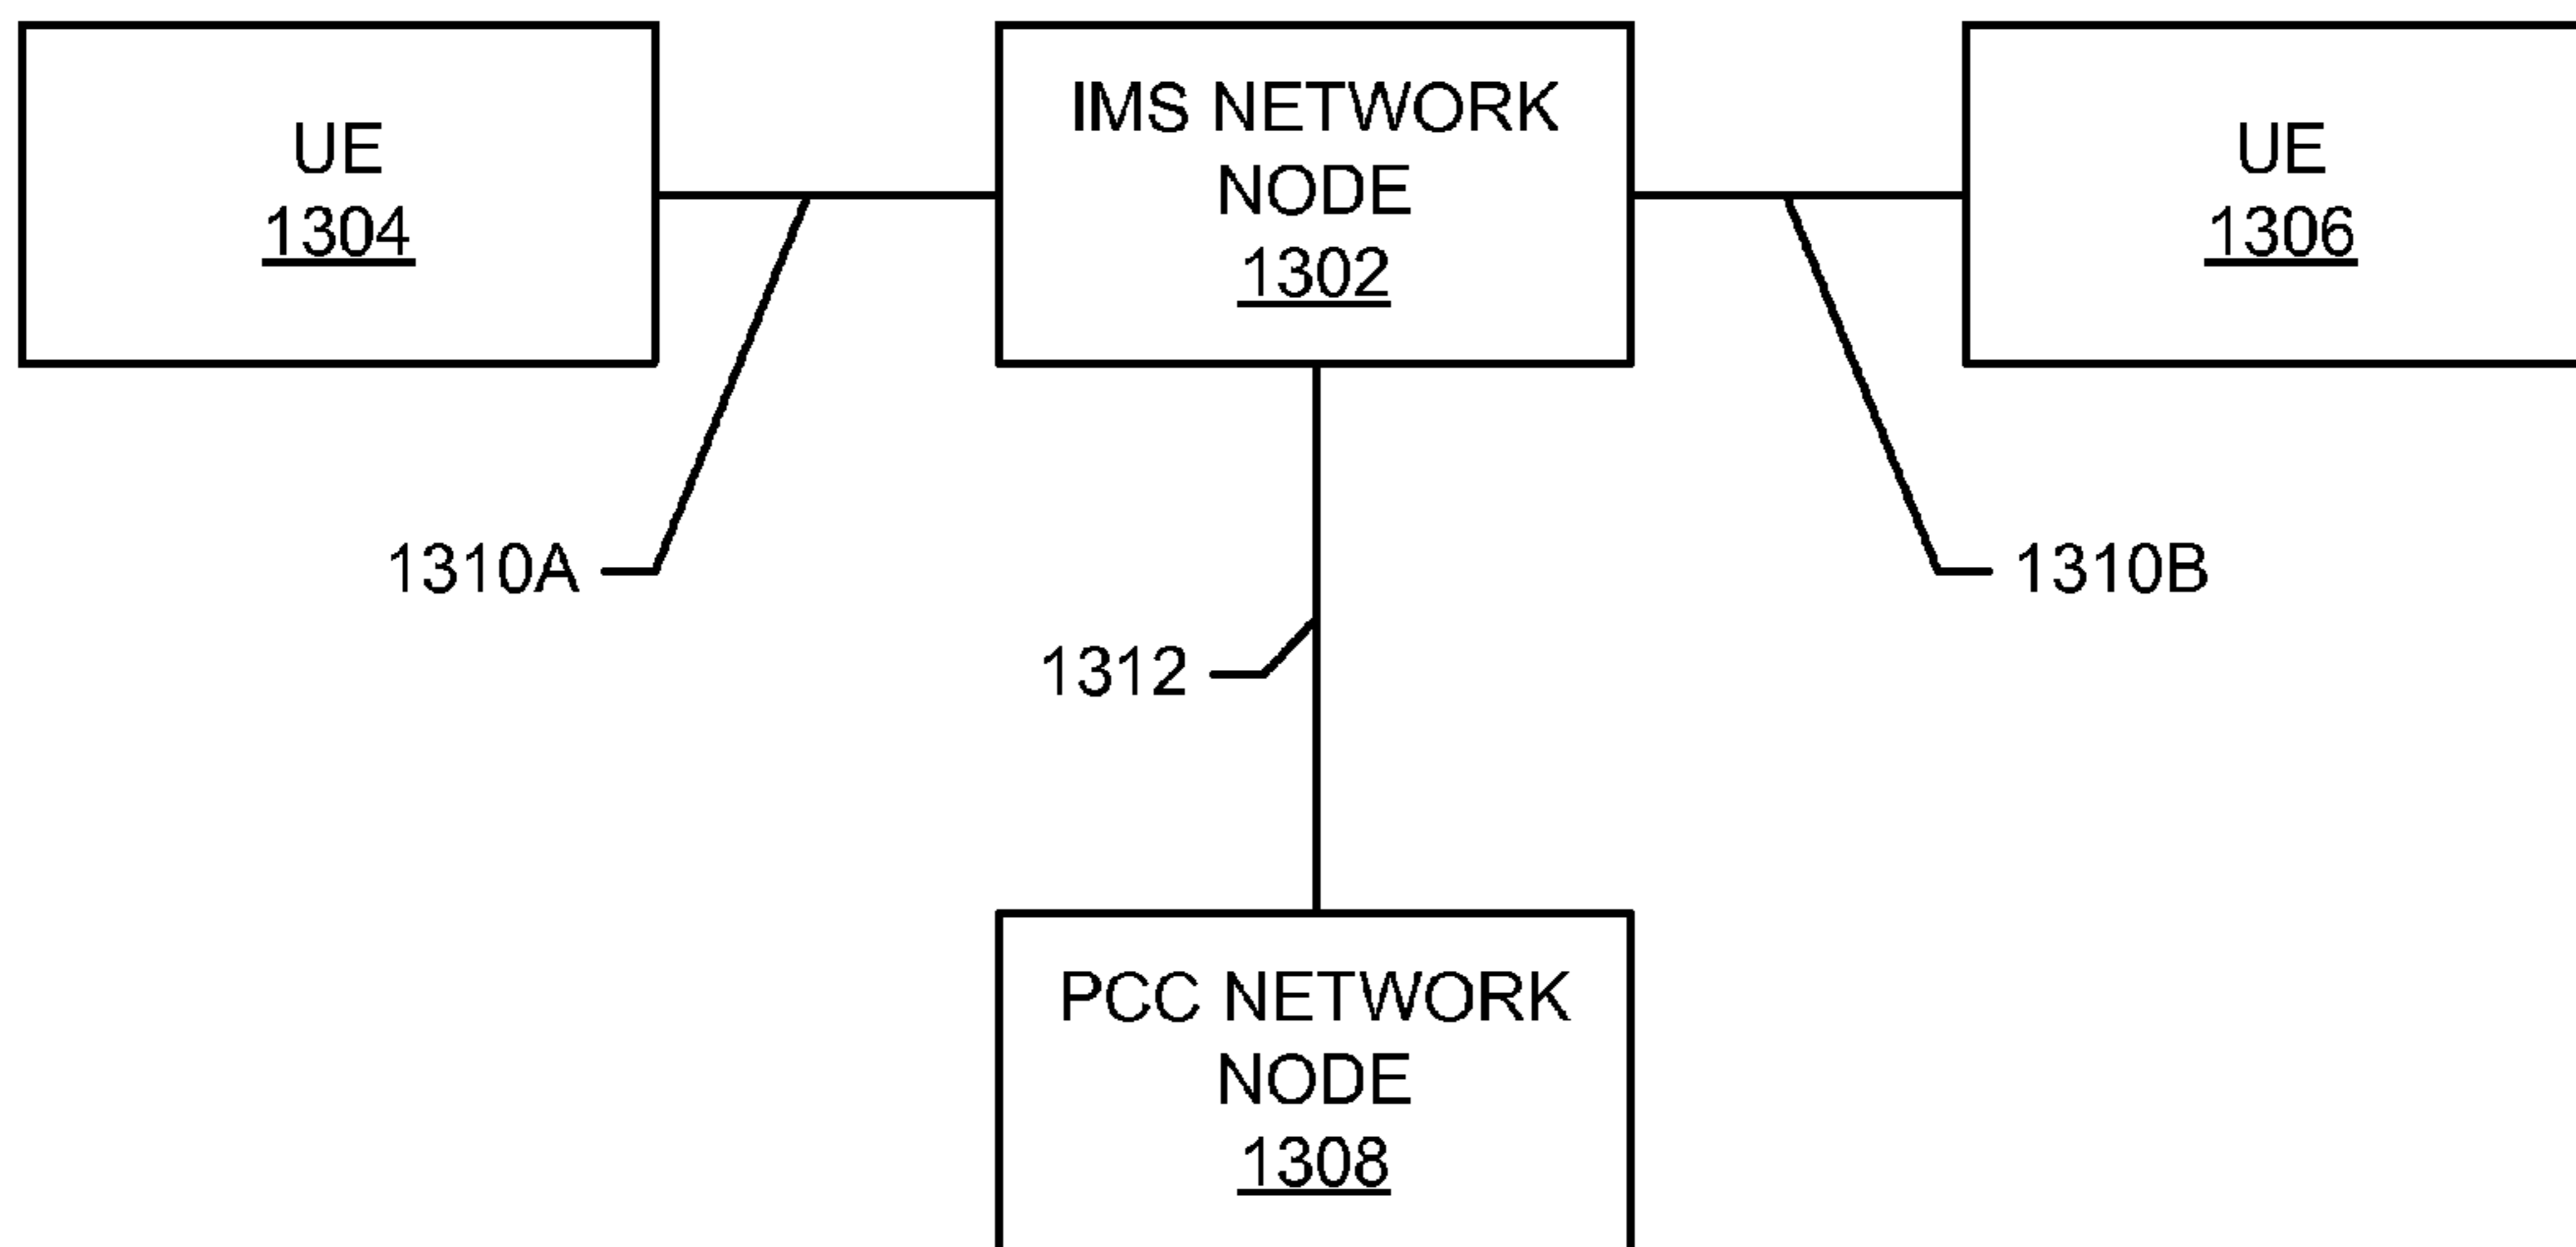 UE
1304
IMS NETWORK
NODE
1302
UE
1306
1310A
1310B
1312
PCC NETWORK
NODE
1308